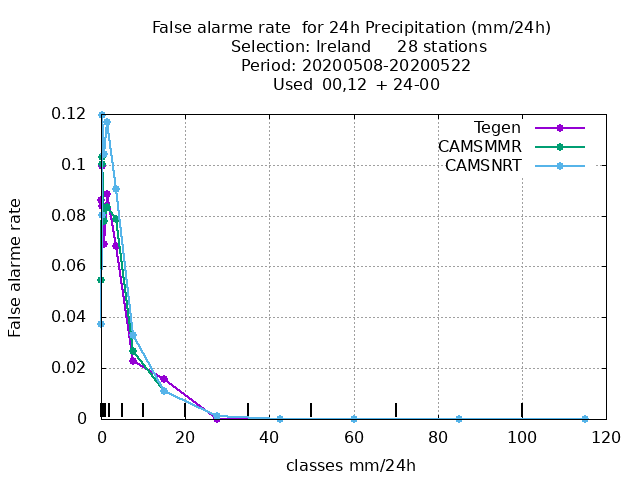 False alarme rate  for 24h Precipitation (mm/24h)
Selection: Ireland     28 stations
Period: 20200508-20200522
Used  00,12  + 24-00
Tegen
CAMSMMR
CAMSNRT
0.12
0.1
0.08
0.06
0.04
0.02
0
False alarme rate
0 20 40 60 80 100 120
classes mm/24h